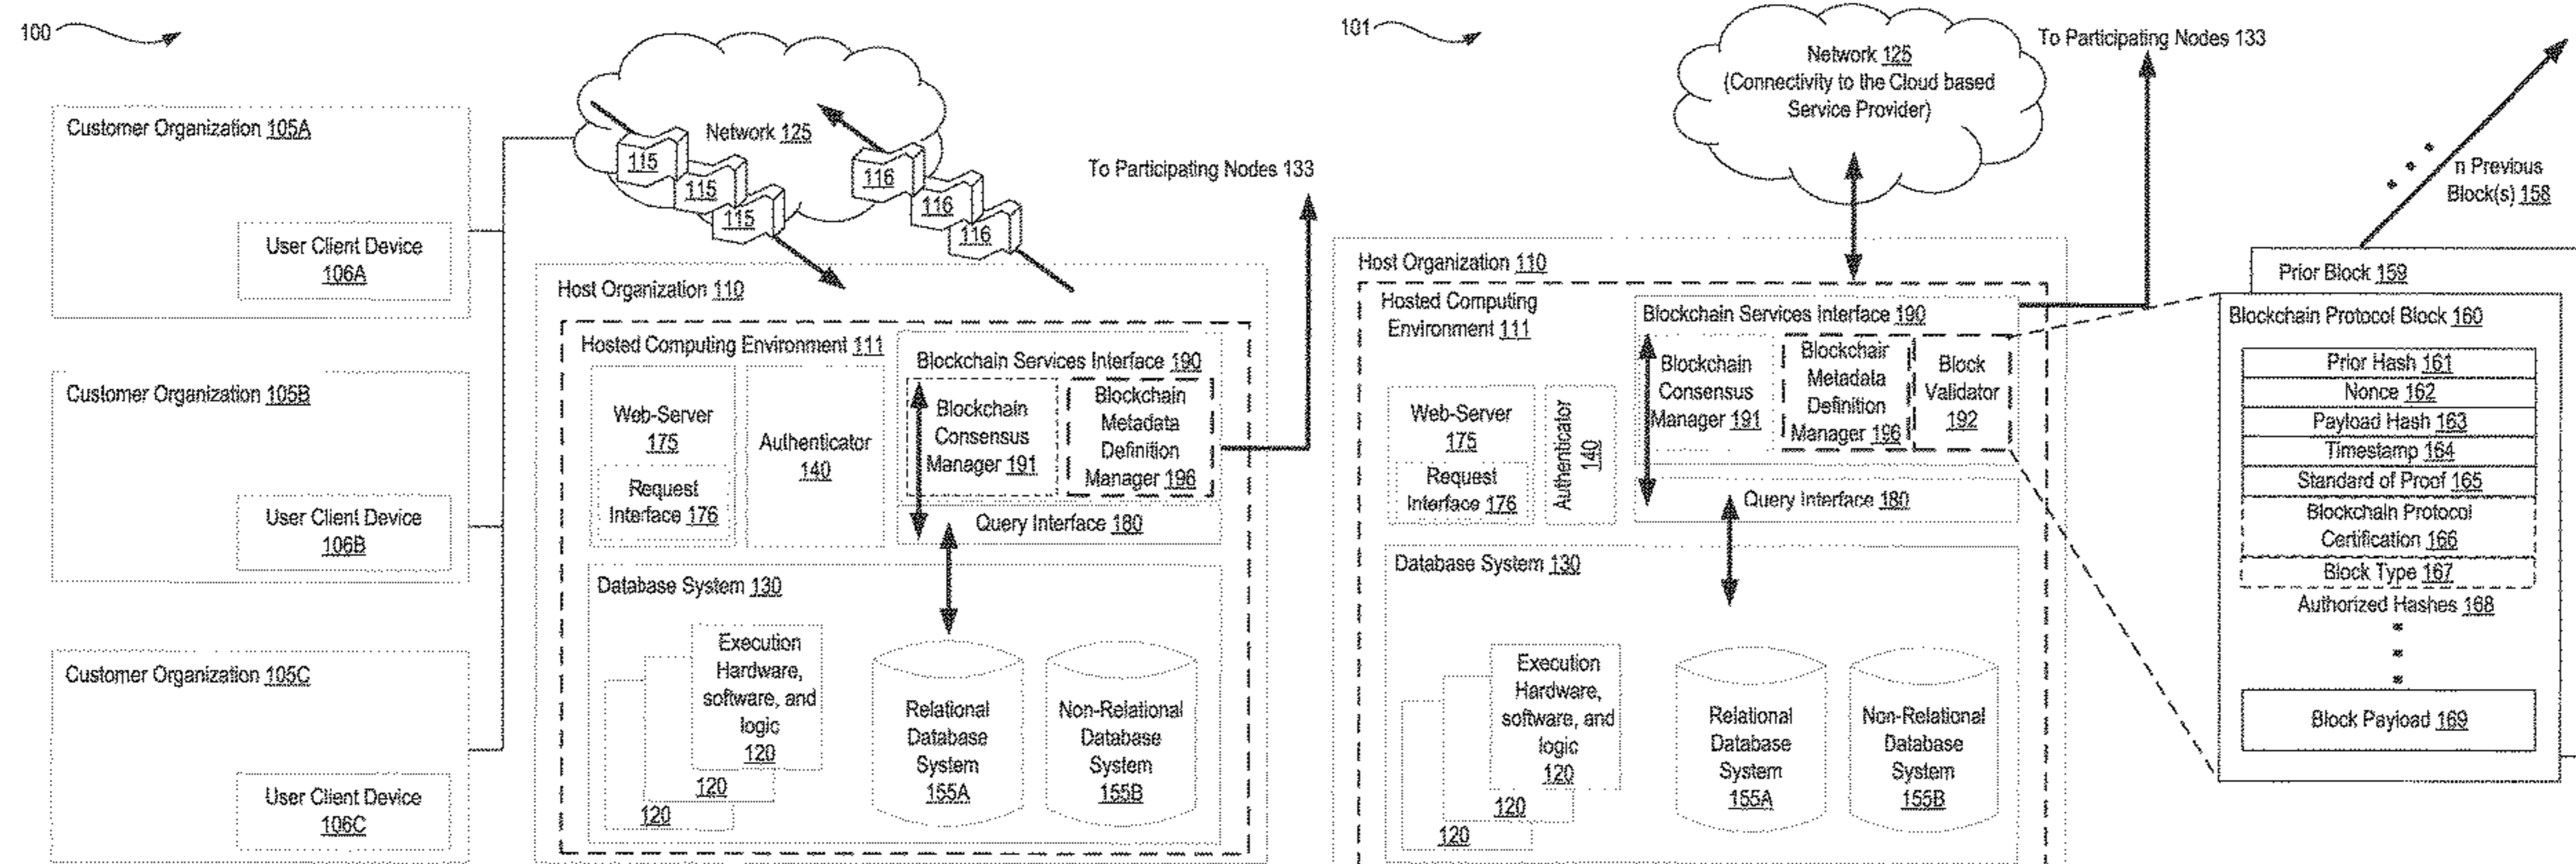 100
Customer Organization 105A
User Client Device
106A
Customer Organization 105B
User Client Device
106B
Customer Organization 105C
User Client Device
106C
Network 125
115
115
115
116
116
116
To Participating Nodes 133
Host Organization 110
Hosted Computing Environment 111
Web-Server
175
Request
Interface 176
Authenticator
140
Blockchain Services Interface 190
Blockchain
Consensus
Manager 191
Blockchain
Metadata
Definition
Manager 196
Query Interface 180
Database System 130
Execution
Hardware,
software, and
logic
120
120
120
Relational
Database
System
155A
Non-Relational
Database
System
155B
101
Network 125
(Connectivity to the Cloud based
Service Provider)
To Participating Nodes 133
Host Organization 110
Hosted Computing
Environment 111
Web-Server
175
Request
Interface 176
Authenticator
140
Blockchain Services Interface 190
Blockchain
Consensus
Manager 191
Blockchair
Metadata
Definition
Manager 196
Block
Validator
192
Query Interface 180
Database System 130
Execution
Hardware,
software, and
logic
120
120
120
Relational
Database
System
155A
Non-Relational
Database
System
155B
n Previous
Block(s) 158
Prior Block 159
Blockchain Protocol Block 160
Prior Hash 161
Nonce 162
Payload Hash 163
Timestamp 164
Standard of Proof 165
Blockchain Protocol
Certification 166
Block Type 167
Authorized Hashes 168
Block Payload 169